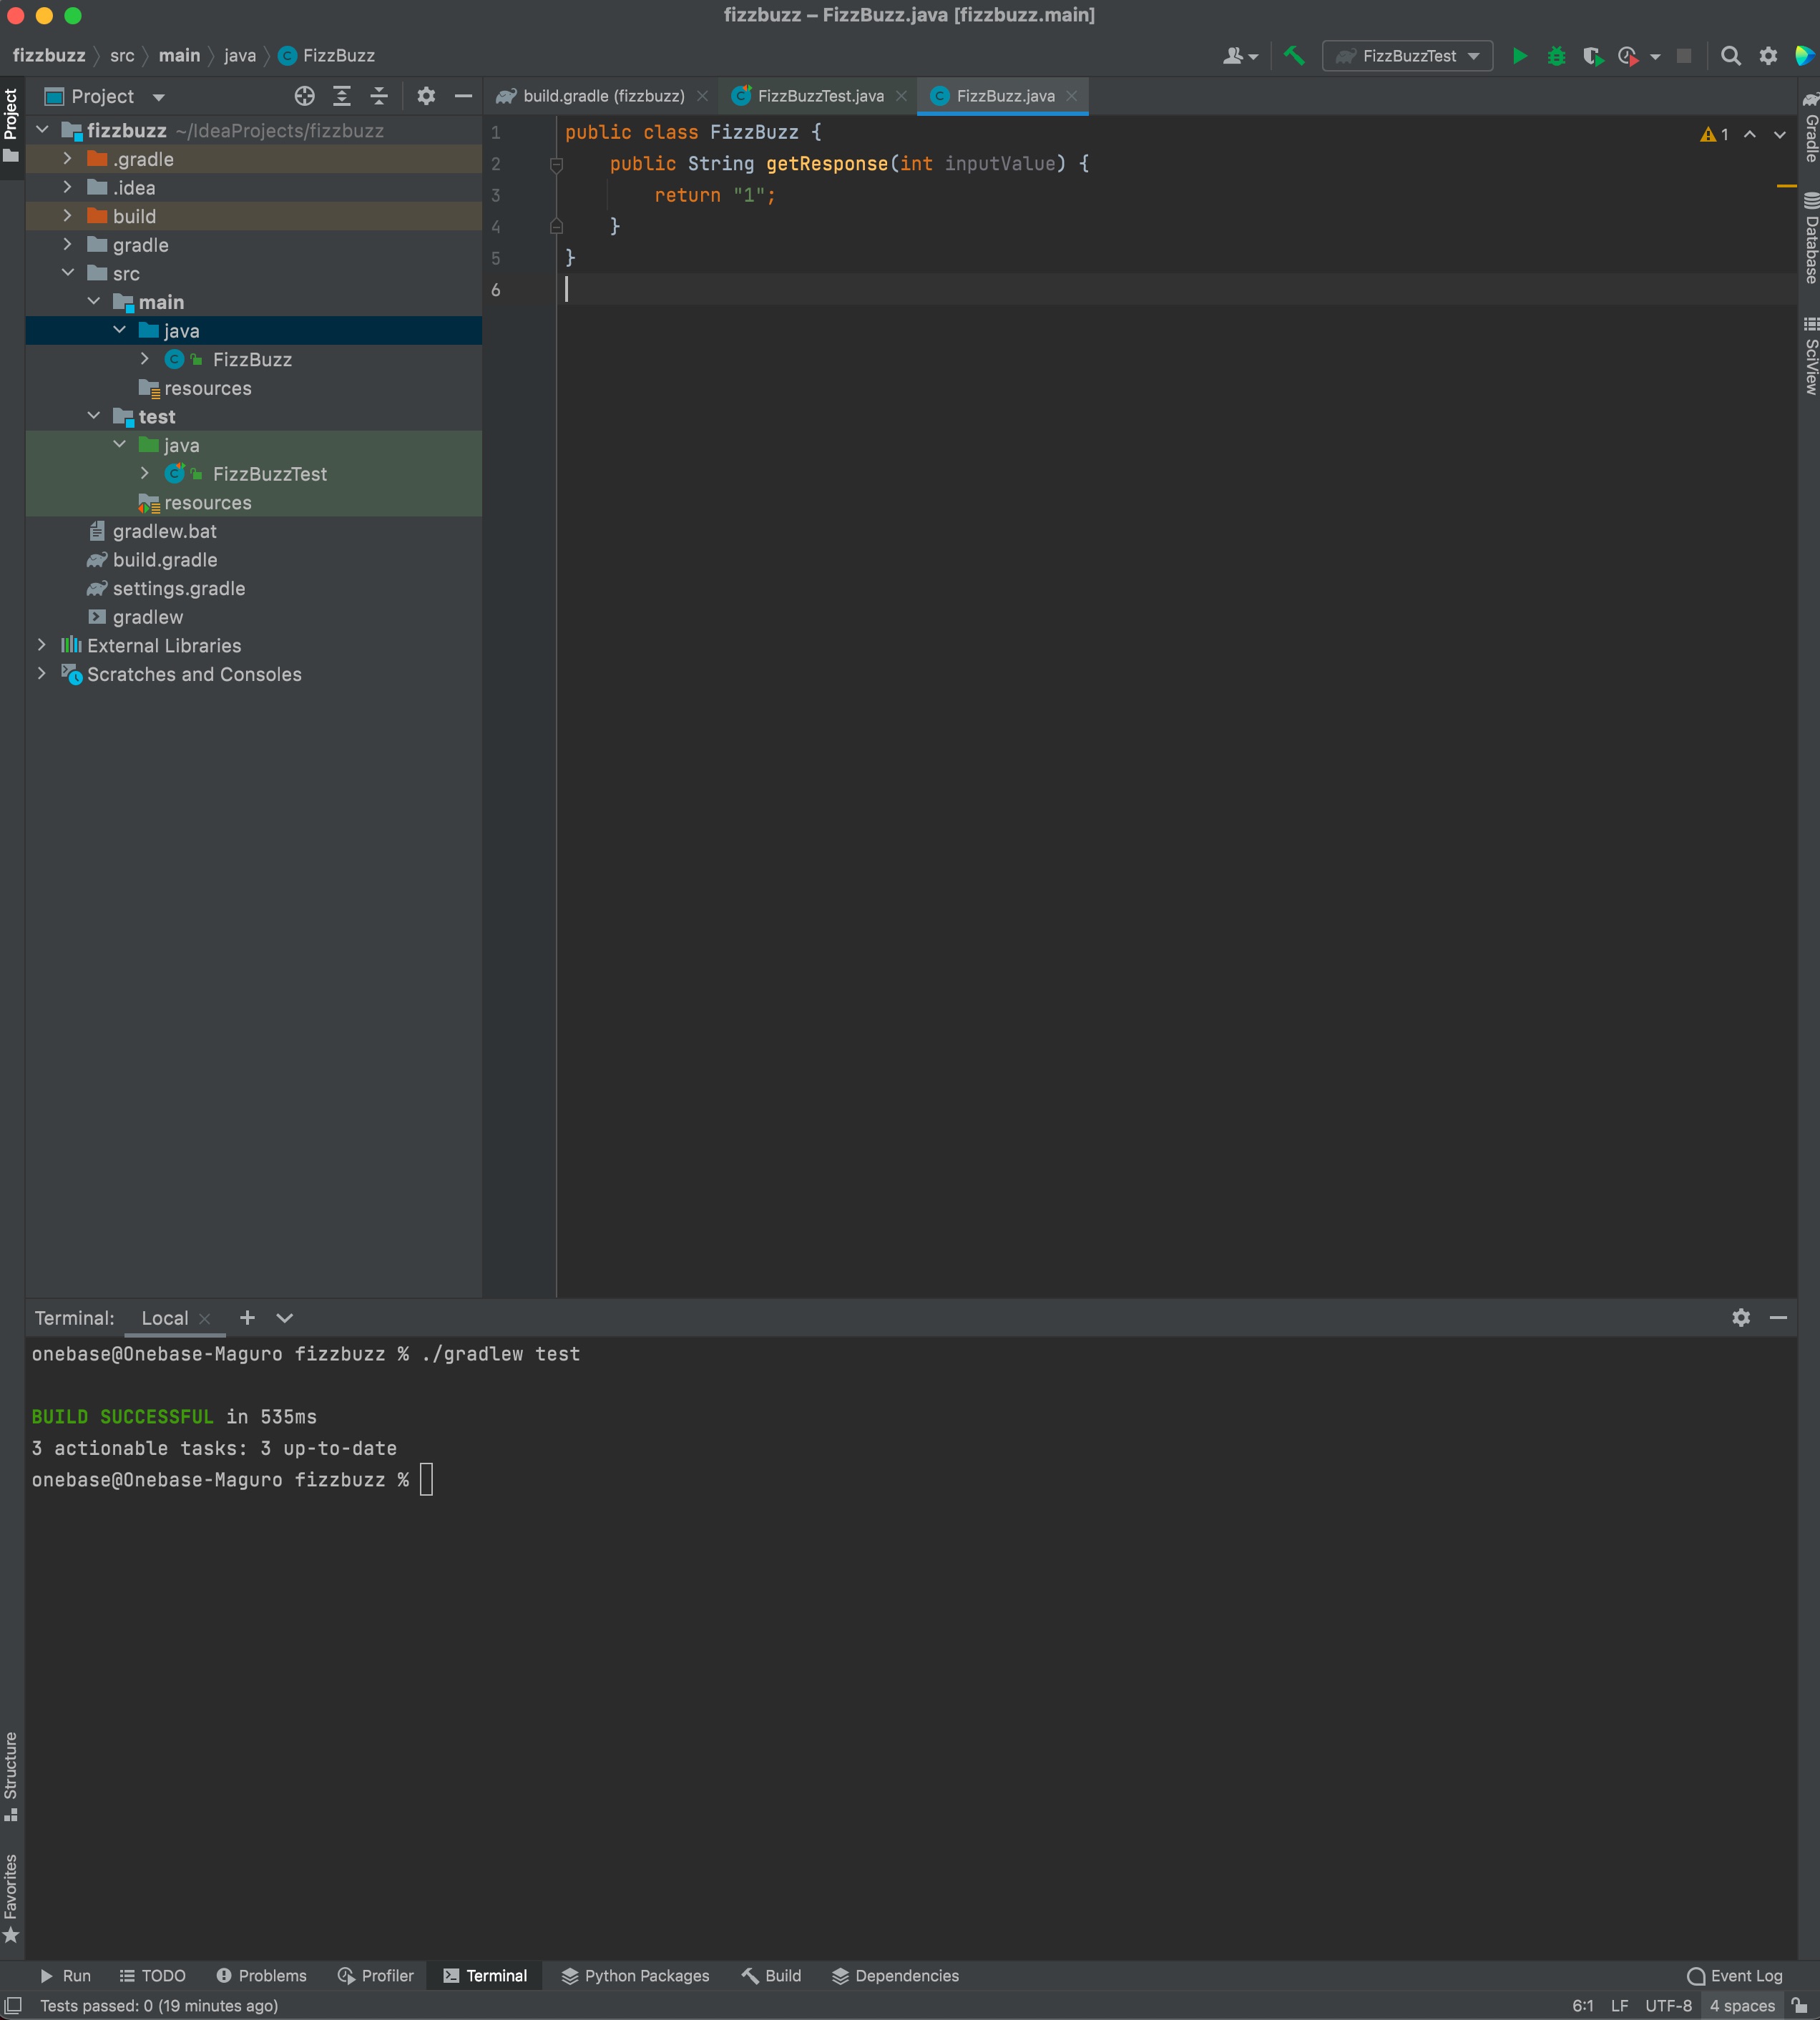 fizzbuzz – FizzBuzz.java [fizzbuzz.main]
fizzbuzz src main java FizzBuzz
FizzBuzzTest
Project
Project
build.gradle (fizzbuzz) FizzBuzzTest.java FizzBuzz.java
fizzbuzz ~/IdeaProjects/fizzbuzz
.gradle
.idea
build
gradle
src
main
java
FizzBuzz
resources
test
java
FizzBuzzTest
resources
gradlew.bat
build.gradle
settings.gradle
gradlew
External Libraries
Scratches and Consoles
1 public class FizzBuzz {
2 public String getResponse(int inputValue) {
3 return "1";
4 }
5 }
6
1
Gradle
Database
SciView
Terminal: Local
onebase@Onebase-Maguro fizzbuzz % ./gradlew test
BUILD SUCCESSFUL in 535ms
3 actionable tasks: 3 up-to-date
onebase@Onebase-Maguro fizzbuzz %
Structure
Favorites
Run TODO Problems Profiler Terminal Python Packages Build Dependencies Event Log
Tests passed: 0 (19 minutes ago) 6:1 LF UTF-8 4 spaces